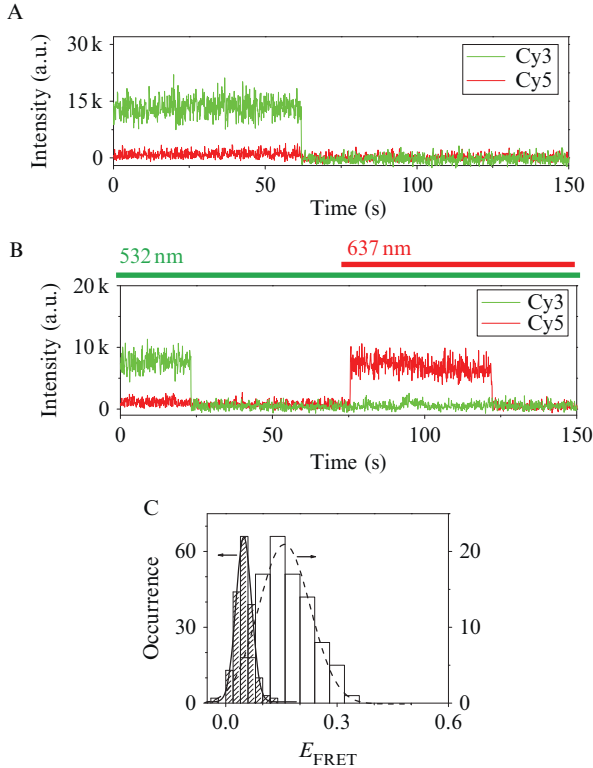 A
Intensity (a.u.)
30 k
15 k
0
Cy3
Cy5
0 50 100 150
Time (s)
B
532 nm 637 nm
Intensity (a.u.)
20 k
10 k
0
Cy3
Cy5
0 50 100 150
Time (s)
C
Occurrence
60
30
0
20
10
0
0.0 0.3 0.6
E_FRET